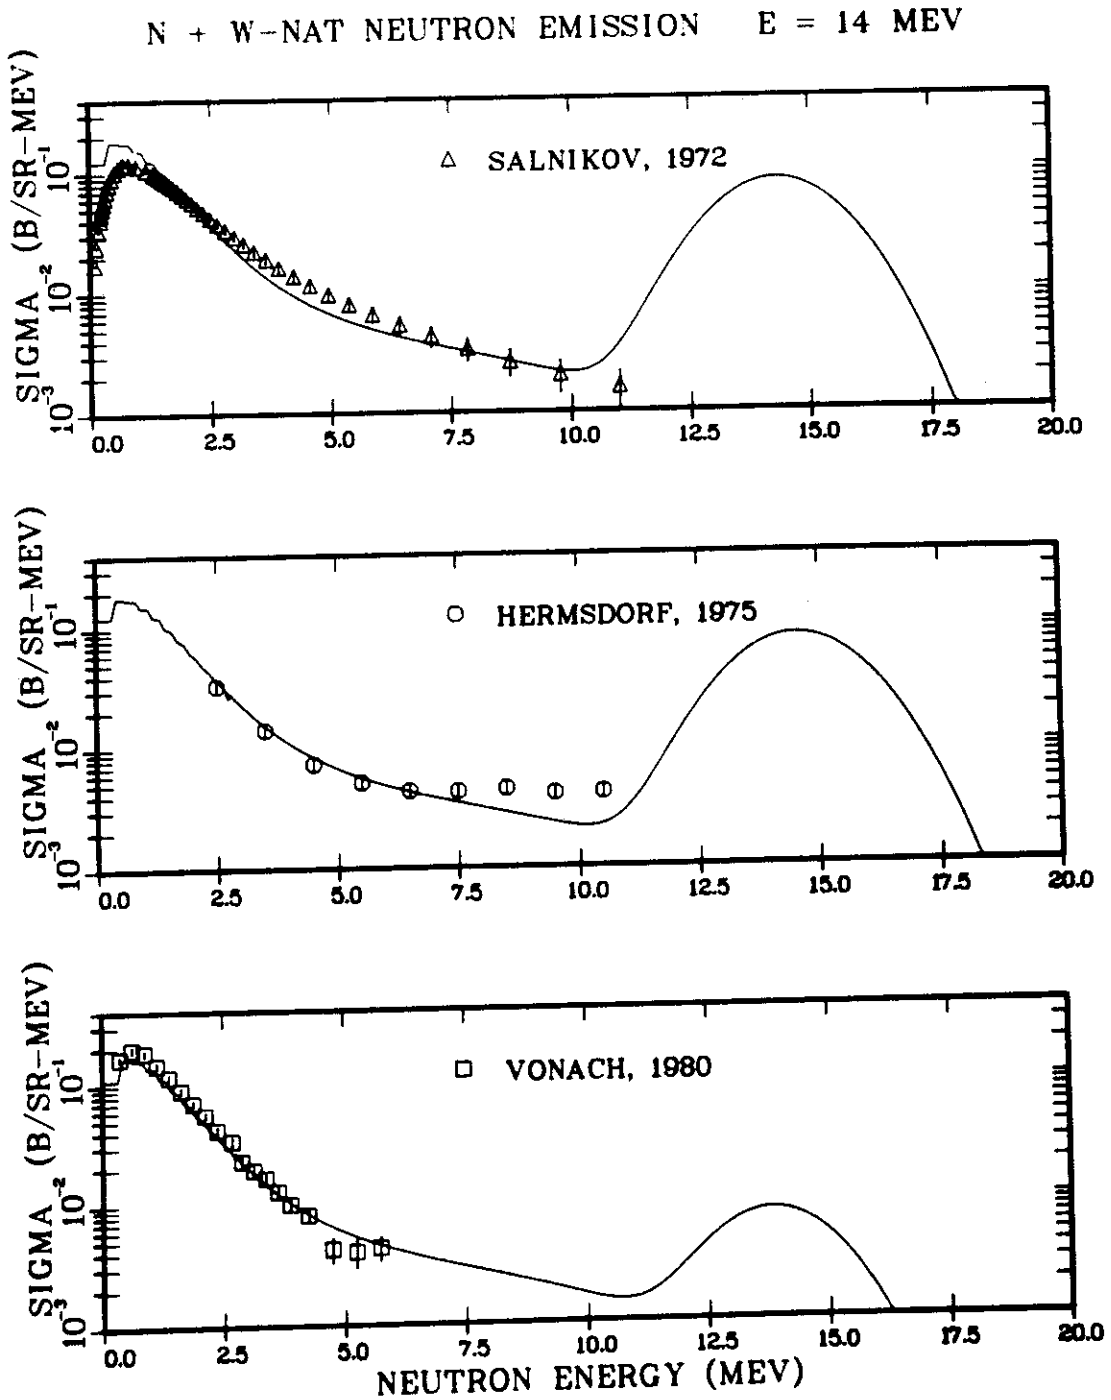 N + W-NAT NEUTRON EMISSION E = 14 MEV
SIGMA (B/SR-MEV)
10⁻¹
10⁻²
10⁻³
△ SALNIKOV, 1972
0.0 2.5 5.0 7.5 10.0 12.5 15.0 17.5 20.0
SIGMA (B/SR-MEV)
10⁻¹
10⁻²
10⁻³
○ HERMSDORF, 1975
0.0 2.5 5.0 7.5 10.0 12.5 15.0 17.5 20.0
SIGMA (B/SR-MEV)
10⁻¹
10⁻²
10⁻³
□ VONACH, 1980
0.0 2.5 5.0 7.5 10.0 12.5 15.0 17.5 20.0
NEUTRON ENERGY (MEV)